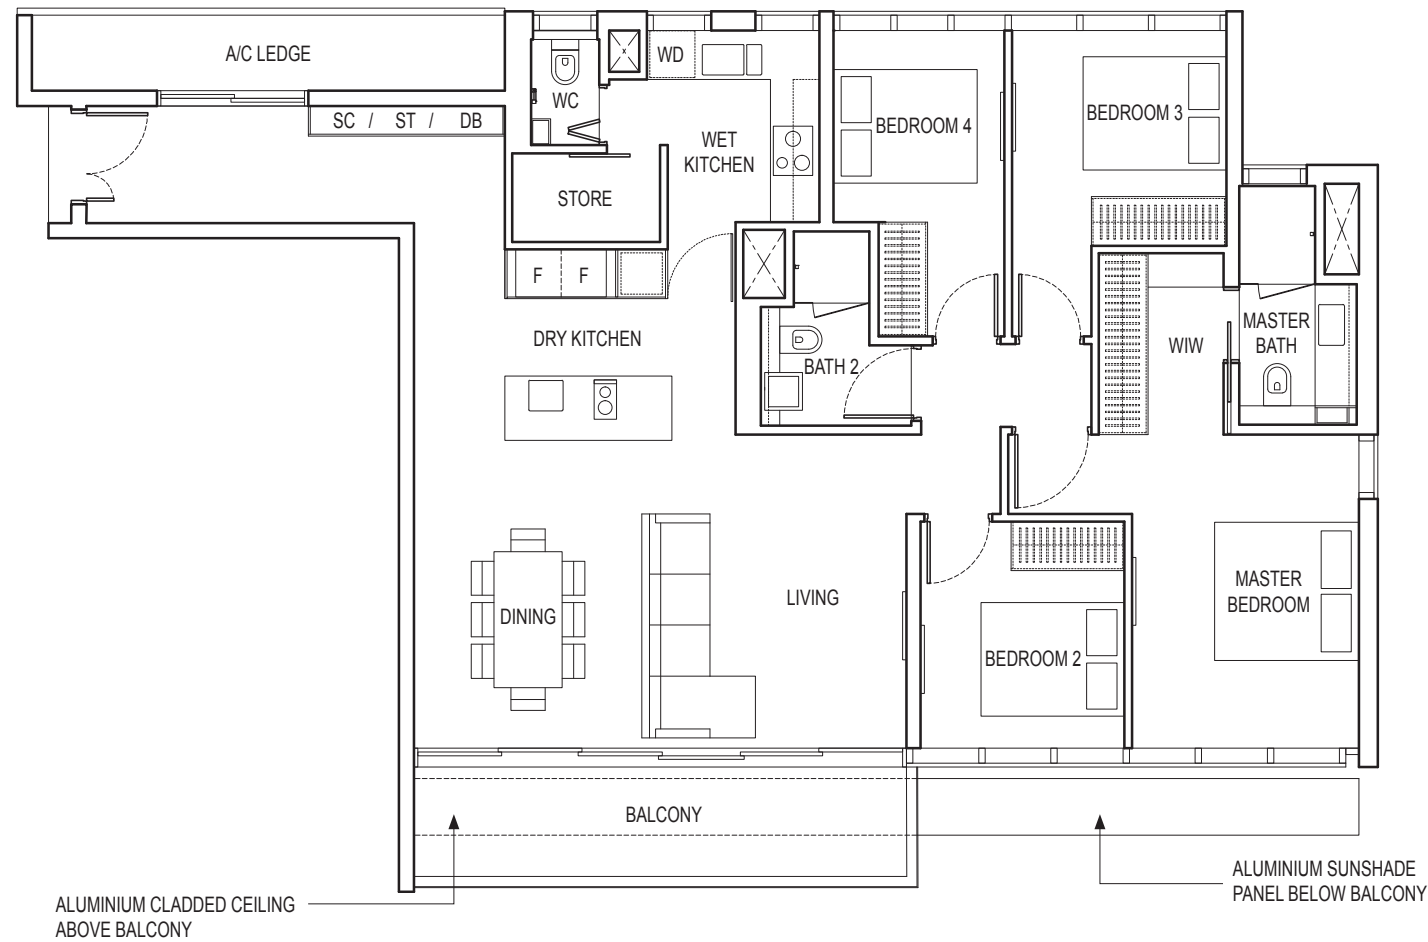 A/C LEDGE
SC / ST / DB
WC
WD
WET
KITCHEN
STORE
F F
DRY KITCHEN
BEDROOM 4
BEDROOM 3
BATH 2
WIW
MASTER
BATH
DINING
LIVING
BEDROOM 2
MASTER
BEDROOM
BALCONY
ALUMINIUM CLADDED CEILING
ABOVE BALCONY
ALUMINIUM SUNSHADE
PANEL BELOW BALCONY